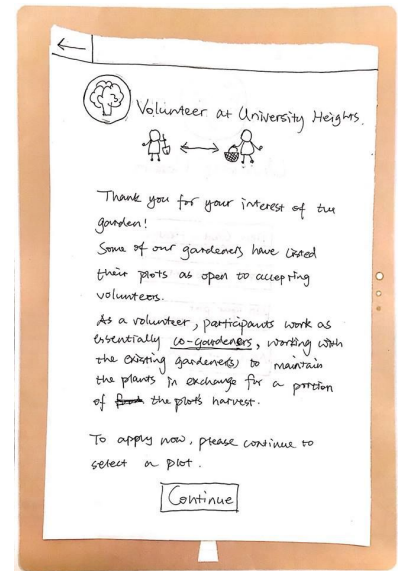 Volunteer at University Heights.
Thank you for your interest of the
garden!
Some of our gardeners have listed
their plots as open to accepting
volunteers.
As a volunteer, participants work as
essentially co-gardeners, working with
the existing gardener(s) to maintain
the plants in exchange for a portion
of the plot's harvest.
To apply now, please continue to
select a plot.
Continue